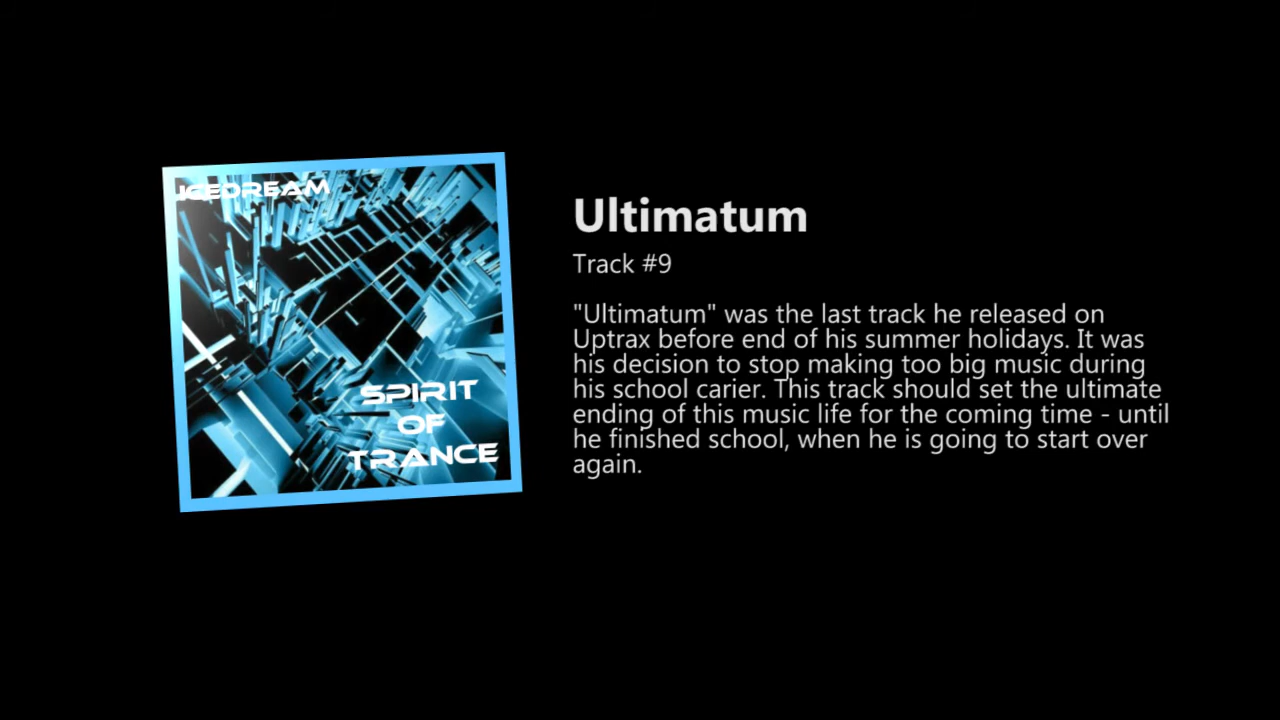 ICEDREAM
SPIRIT
OF
TRANCE
Ultimatum
Track #9
"Ultimatum" was the last track he released on
Uptrax before end of his summer holidays. It was
his decision to stop making too big music during
his school carier. This track should set the ultimate
ending of this music life for the coming time - until
he finished school, when he is going to start over
again.